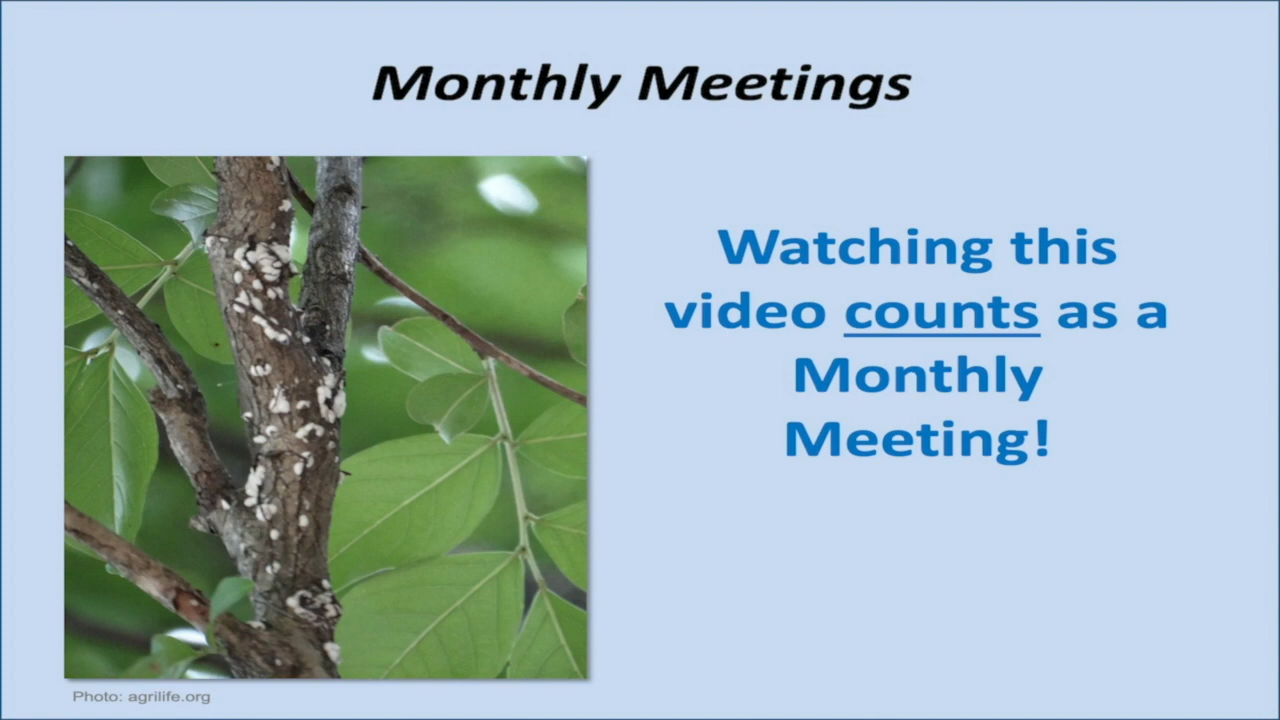 Monthly Meetings
Watching this
video counts as a
Monthly
Meeting!
Photo: agrilife.org